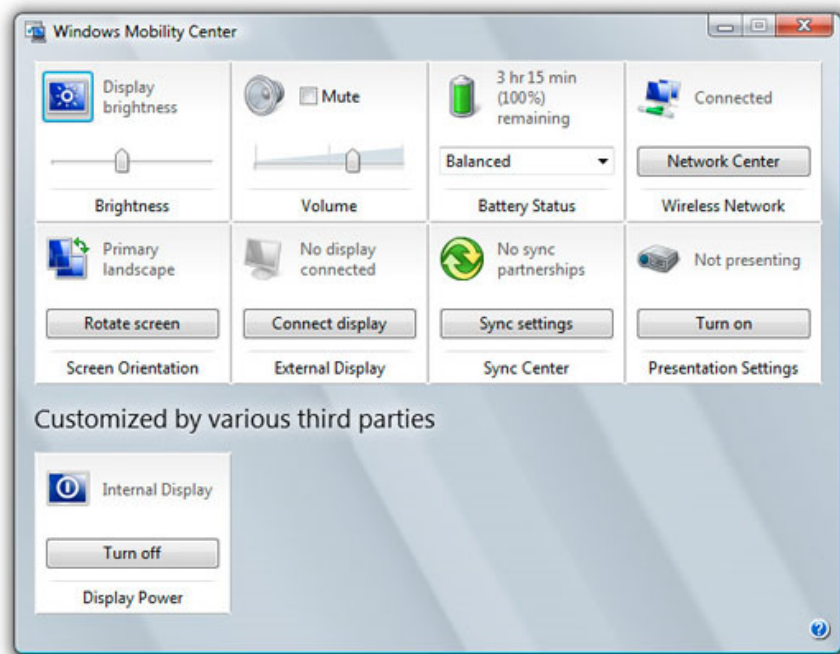 Windows Mobility Center
Display
brightness
Brightness
Mute
Volume
3 hr 15 min
(100%)
remaining
Balanced
Battery Status
Connected
Network Center
Wireless Network
Primary
landscape
Rotate screen
Screen Orientation
No display
connected
Connect display
External Display
No sync
partnerships
Sync settings
Sync Center
Not presenting
Turn on
Presentation Settings
Customized by various third parties
Internal Display
Turn off
Display Power